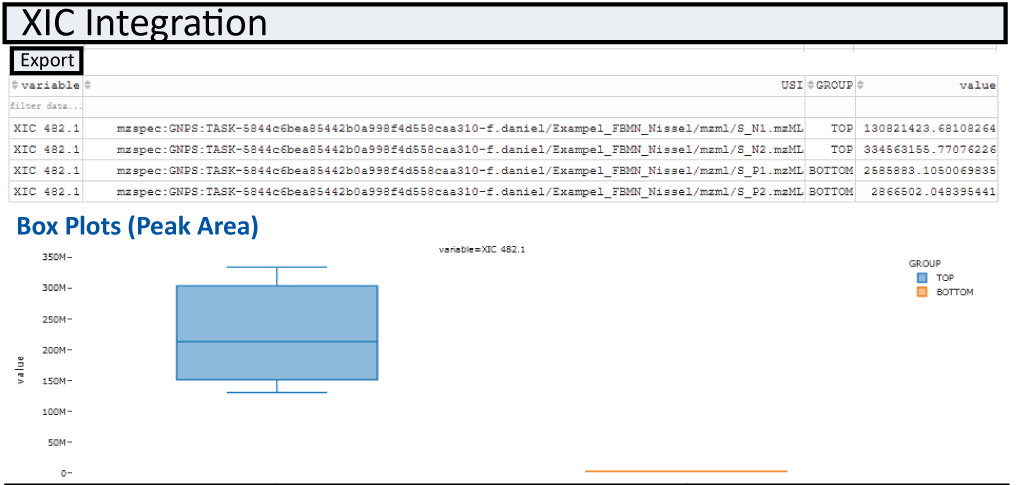 XIC Integration
Export
variable USI GROUP value
filter data...
XIC 482.1 mzspec:GNPS:TASK-5844c6bea85442b0a998f4d558caa310-f.daniel/Exampel_FBMN_Nissel/mzml/S_N1.mzML TOP 130821423.68108264
XIC 482.1 mzspec:GNPS:TASK-5844c6bea85442b0a998f4d558caa310-f.daniel/Exampel_FBMN_Nissel/mzml/S_N2.mzML TOP 334563155.77076226
XIC 482.1 mzspec:GNPS:TASK-5844c6bea85442b0a998f4d558caa310-f.daniel/Exampel_FBMN_Nissel/mzml/S_P1.mzML BOTTOM 2585883.1050069835
XIC 482.1 mzspec:GNPS:TASK-5844c6bea85442b0a998f4d558caa310-f.daniel/Exampel_FBMN_Nissel/mzml/S_P2.mzML BOTTOM 2866502.048395441
Box Plots (Peak Area)
variable=XIC 482.1
350M
300M
250M
200M
150M
100M
50M
0
value
GROUP
TOP
BOTTOM